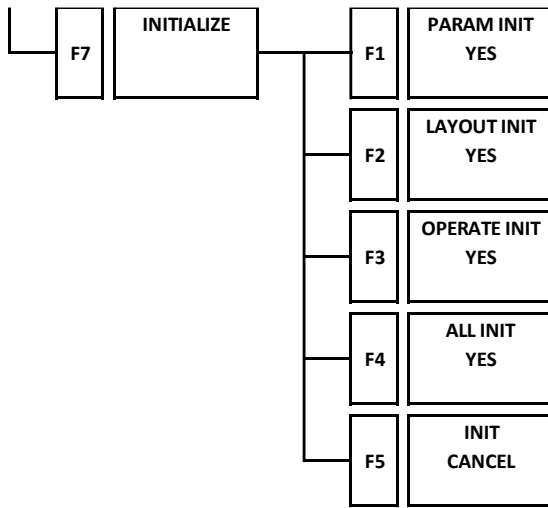 F7
INITIALIZE
F1
PARAM INIT
YES
F2
LAYOUT INIT
YES
F3
OPERATE INIT
YES
F4
ALL INIT
YES
F5
INIT
CANCEL